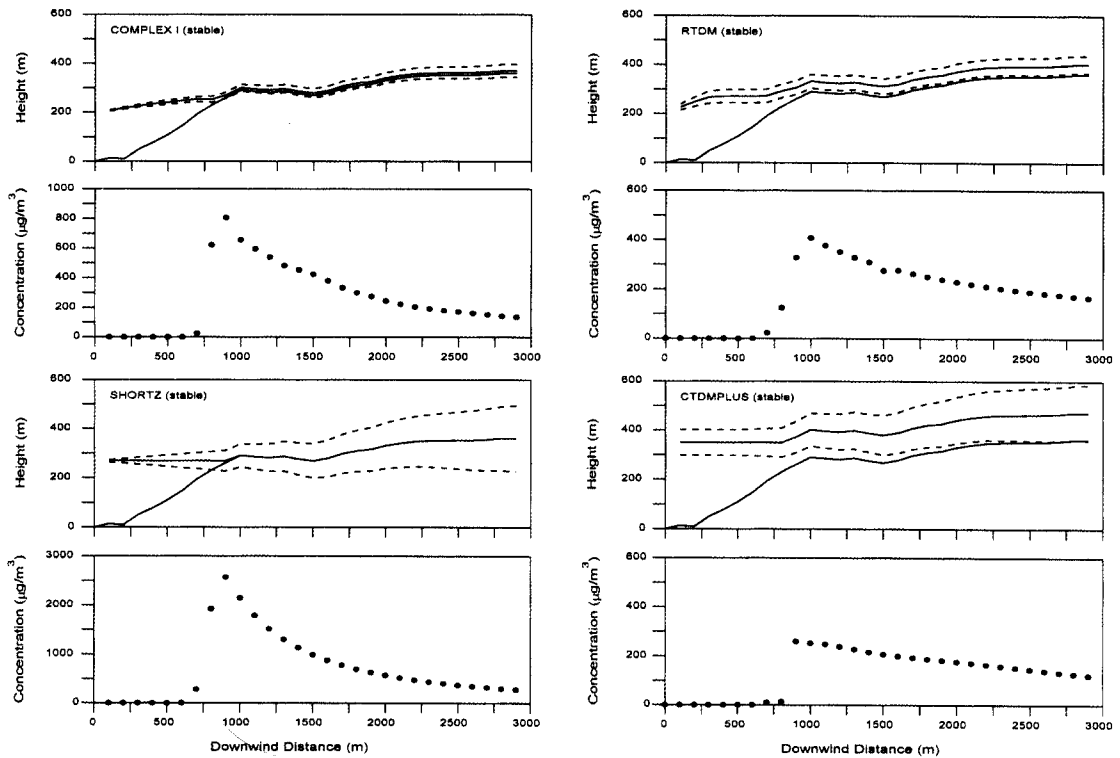 COMPLEX I (stable)
Height (m)
600
400
200
0
Concentration (µg/m³)
1000
800
600
400
200
0
0 500 1000 1500 2000 2500 3000
RTDM (stable)
Height (m)
600
400
200
0
Concentration (µg/m³)
600
400
200
0
0 500 1000 1500 2000 2500 3000
SHORTZ (stable)
Height (m)
600
400
200
0
Concentration (µg/m³)
3000
2000
1000
0
0 500 1000 1500 2000 2500 3000
Downwind Distance (m)
CTDMPLUS (stable)
Height (m)
600
400
200
0
Concentration (µg/m³)
600
400
200
0
0 500 1000 1500 2000 2500 3000
Downwind Distance (m)